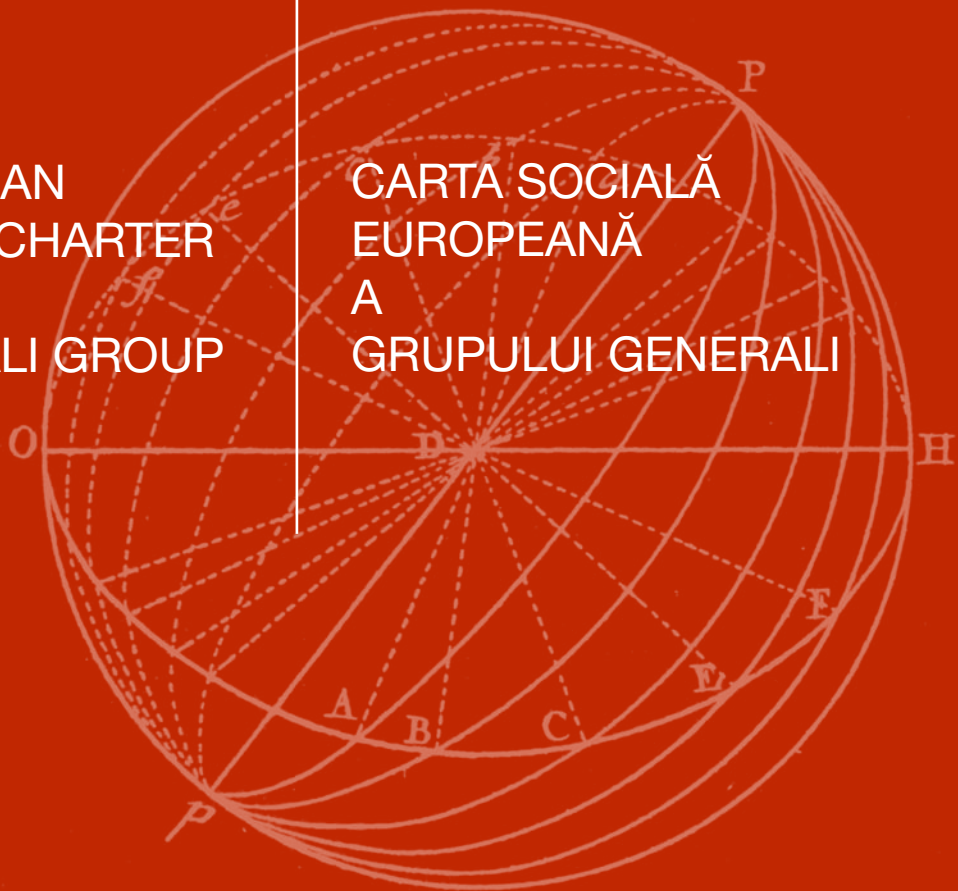 AN
CHARTER
LI GROUP
CARTA SOCIALĂ
EUROPEANĂ
A
GRUPULUI GENERALI
P
e
O
H
A
B
C
P